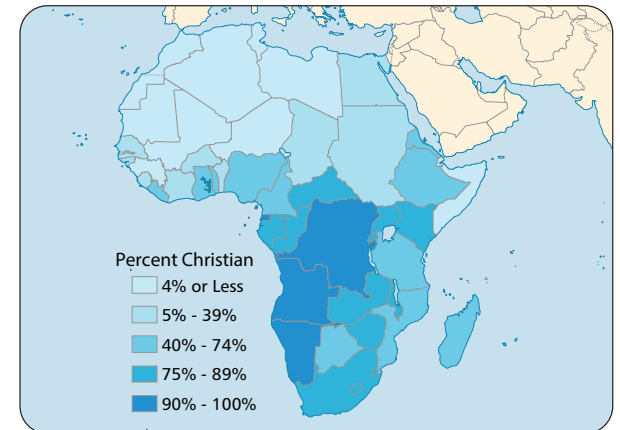 Percent Christian
4% or Less
5% - 39%
40% - 74%
75% - 89%
90% - 100%